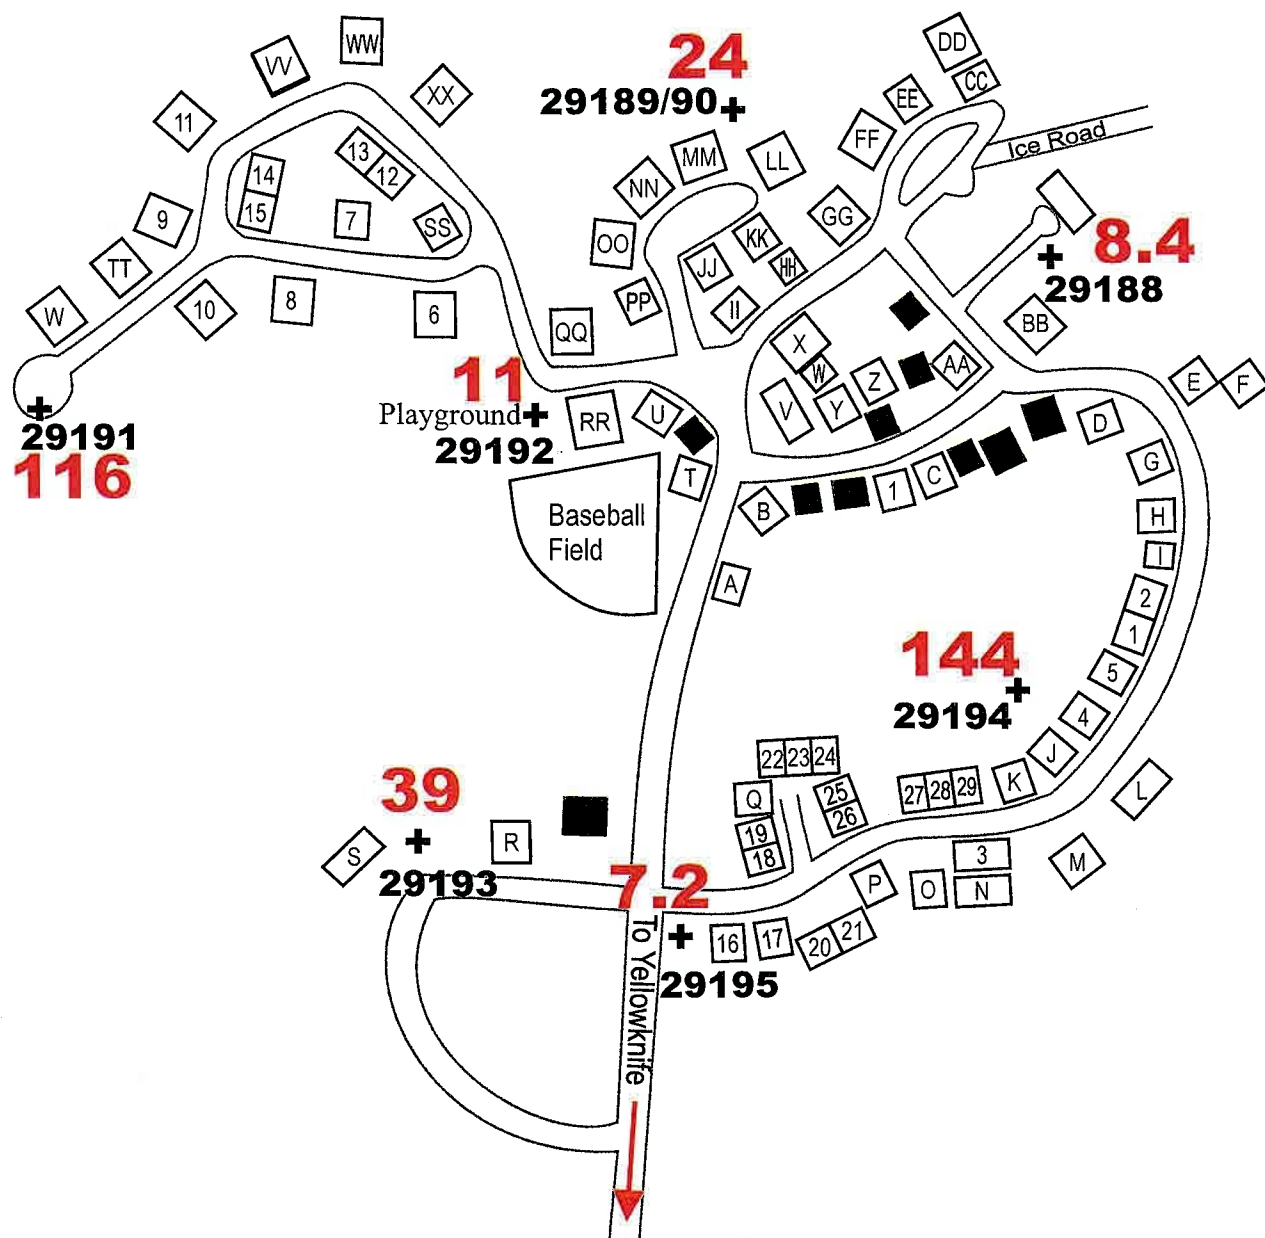 DD
WW
24
CC
VV
29189/90
EE
XX
11
FF
Ice Road
13
12
MM
LL
14
15
NN
9
7
SS
GG
KK
8.4
OO
JJ
HH
TT
29188
8
10
PP
II
W
6
BB
QQ
X
11
W
Z
AA
E
F
Playground
29191
116
29192
RR
U
V
Y
D
T
G
1
C
B
H
Baseball
Field
I
A
2
1
144
5
29194
4
22
23
24
J
39
Q
25
26
27
28
29
K
L
19
18
S
R
3
M
29193
7.2
P
O
N
To Yellowknife
16
17
20
21
29195